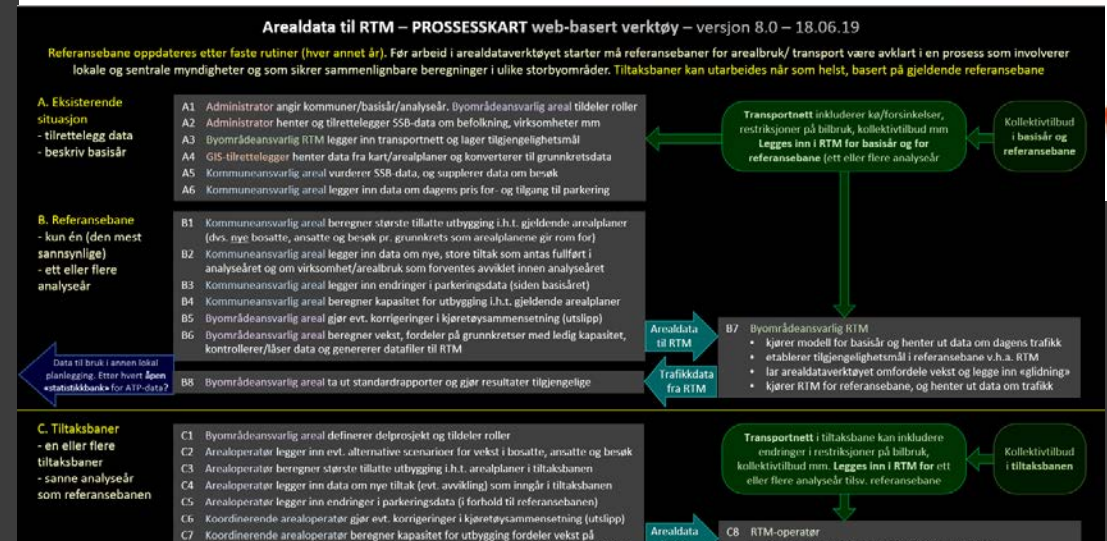 Arealdata til RTM – PROSSESSKART web-basert verktøy – versjon 8.0 – 18.06.19
Referansebane oppdateres etter faste rutiner (hver annet år). Før arbeid i arealdataverktøyet starter må referansebaner for arealbruk/ transport være avklart i en prosess som involverer
lokale og sentrale myndigheter og som sikrer sammenlignbare beregninger i ulike storbyområder. Tiltaksbaner kan utarbeides når som helst, basert på gjeldende referansebane
A. Eksisterende
situasjon
- tilrettelegg data
- beskriv basisår
A1 Administrator angir kommuner/basisår/analyseår. Byområdeansvarlig areal tildeler roller
A2 Administrator henter og tilrettelegger SSB-data om befolkning, virksomheter mm
A3 Byområdeansvarlig RTM legger inn transportnett og lager tilgjengelighetsmål
A4 GIS-tilrettelegger henter data fra kart/arealplaner og konverterer til grunnkretsdata
A5 Kommuneansvarlig areal vurderer SSB-data, og supplerer data om besøk
A6 Kommuneansvarlig areal legger inn data om dagens pris for- og tilgang til parkering
Transportnett inkluderer kø/forsinkelser,
restriksjoner på bilbruk, kollektivtilbud mm
Legges inn i RTM for basisår og for
referansebane (ett eller flere analyseår
Kollektivtilbud
i basisår og
referansebane
B. Referansebane
- kun én (den mest
sannsynlige)
- ett eller flere
analyseår
B1 Kommuneansvarlig areal beregner største tillatte utbygging i.h.t. gjeldende arealplaner
(dvs. nye bosatte, ansatte og besøk pr. grunnkrets som arealplanene gir rom for)
B2 Kommuneansvarlig areal legger inn data om nye, store tiltak som antas fullført i
analyseåret og om virksomhet/arealbruk som forventes avviklet innen analyseåret
B3 Kommuneansvarlig areal legger inn endringer i parkeringsdata (siden basisåret)
B4 Kommuneansvarlig areal beregner kapasitet for utbygging i.h.t. gjeldende arealplaner
B5 Byområdeansvarlig areal gjør evt. korrigeringer i kjøretøysammensetning (utslipp)
B6 Byområdeansvarlig areal beregner vekst, fordeler på grunnkretser med ledig kapasitet,
kontrollerer/låser data og genererer datafiler til RTM
Arealdata
til RTM
B7 Byområdeansvarlig RTM
• kjører modell for basisår og henter ut data om dagens trafikk
• etablerer tilgjengelighetsmål i referansebane v.h.a. RTM
• lar arealdataverktøyet omfordele vekst og legge inn «glidning»
• kjører RTM for referansebane, og henter ut data om trafikk
Data til bruk i annen lokal
planlegging. Etter hvert åpen
«statistikkbank» for ATP-data?
B8 Byområdeansvarlig areal ta ut standardrapporter og gjør resultater tilgjengelige
Trafikkdata
fra RTM
C. Tiltaksbaner
- en eller flere
tiltaksbaner
- sanne analyseår
som referansebanen
C1 Byområdeansvarlig areal definerer delprosjekt og tildeler roller
C2 Arealoperatør legger inn evt. alternative scenarioer for vekst i bosatte, ansatte og besøk
C3 Arealoperatør beregner største tillatte utbygging i.h.t. arealplaner i tiltaksbanen
C4 Arealoperatør legger inn data om nye tiltak (evt. avvikling) som inngår i tiltaksbanen
C5 Arealoperatør legger inn endringer i parkeringsdata (i forhold til referansebanen)
C6 Koordinerende arealoperatør gjør evt. korrigeringer i kjøretøysammensetning (utslipp)
C7 Koordinerende arealoperatør beregner kapasitet for utbygging fordeler vekst på
Transportnett i tiltaksbane kan inkludere
endringer i restriksjoner på bilbruk,
kollektivtilbud mm. Legges inn i RTM for ett
eller flere analyseår tilsv. referansebane
Kollektivtilbud
i tiltaksbanen
Arealdata
C8 RTM-operatør